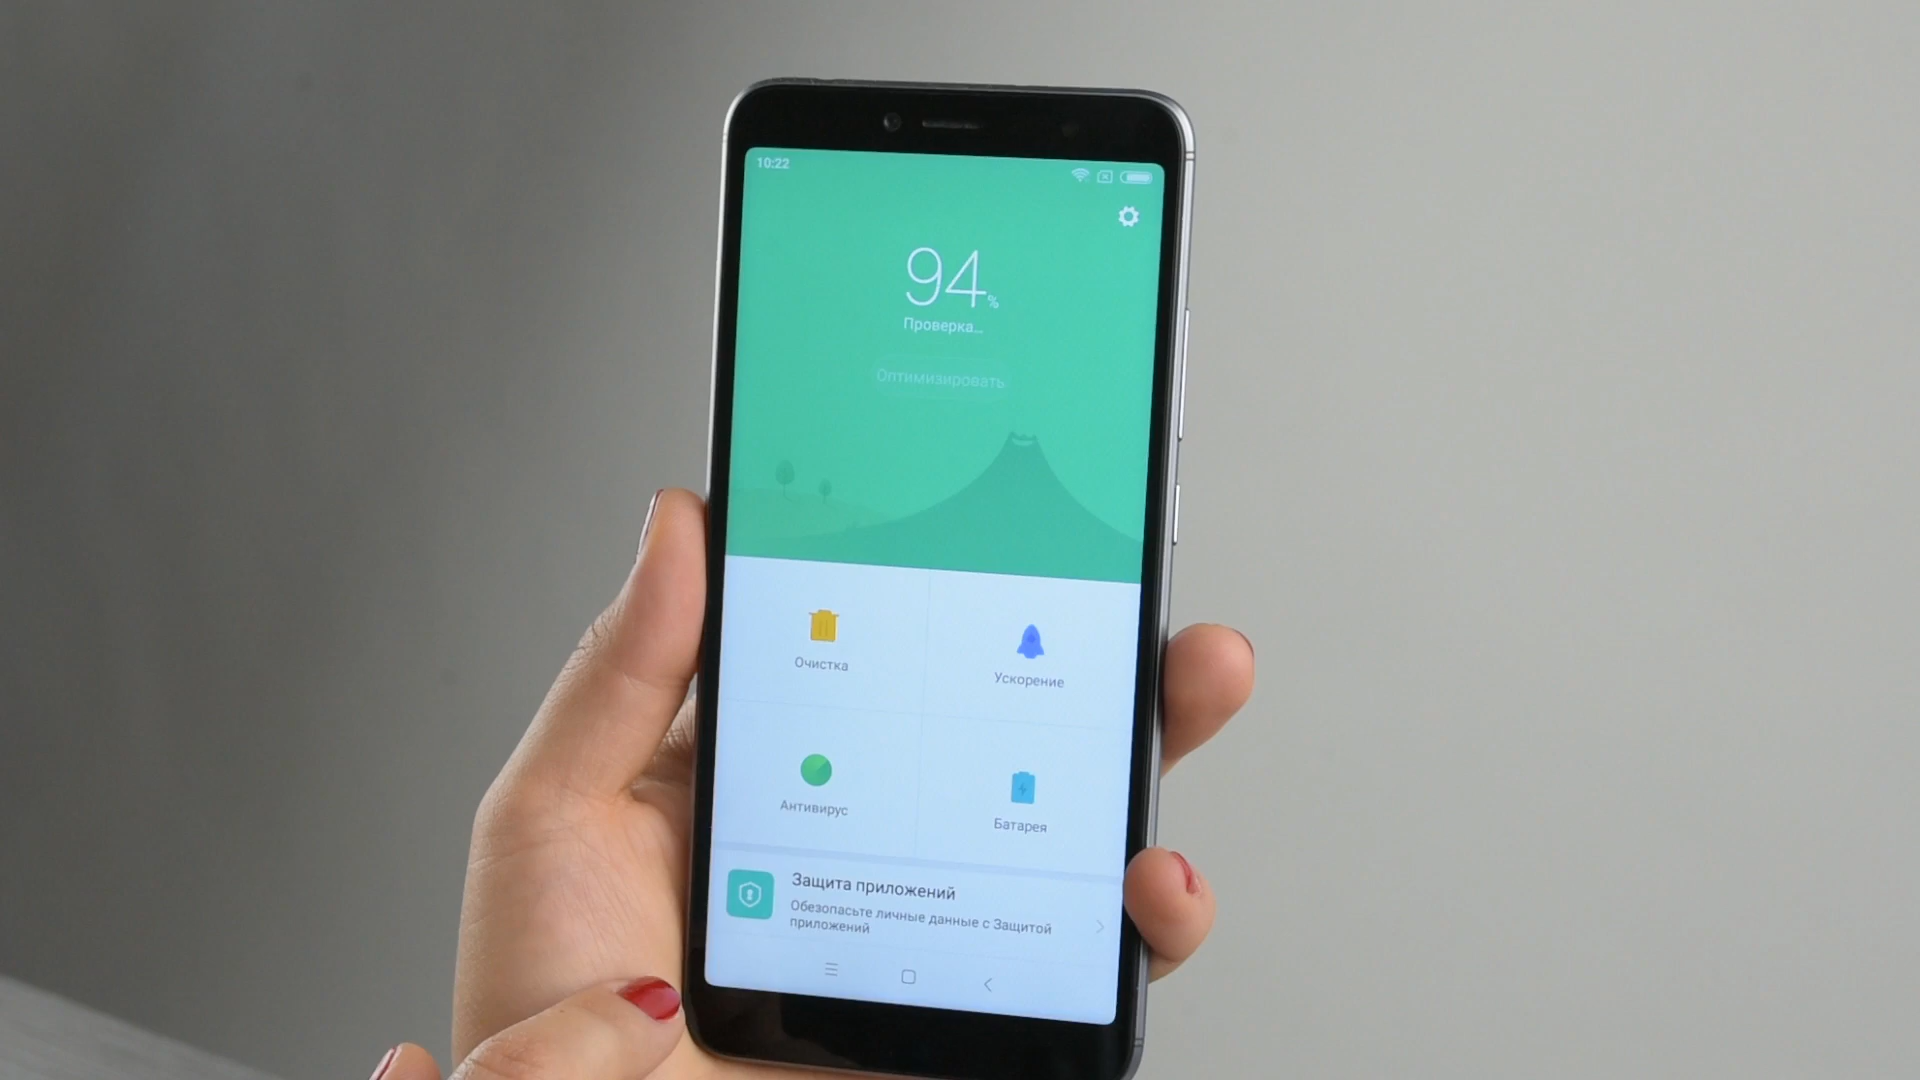 10:22
94%
Проверка...
Оптимизировать
Очистка
Ускорение
Антивирус
Батарея
Защита приложений
Обезопасьте личные данные с Защитой
приложений